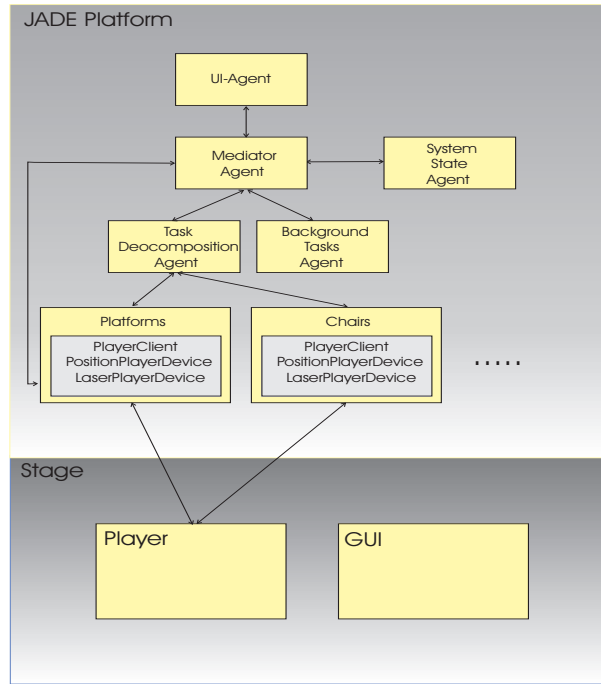 JADE Platform
UI-Agent
Mediator
Agent
System
State
Agent
Task
Deocomposition
Agent
Background
Tasks
Agent
Platforms
PlayerClient
PositionPlayerDevice
LaserPlayerDevice
Chairs
PlayerClient
PositionPlayerDevice
LaserPlayerDevice
.....
Stage
Player
GUI